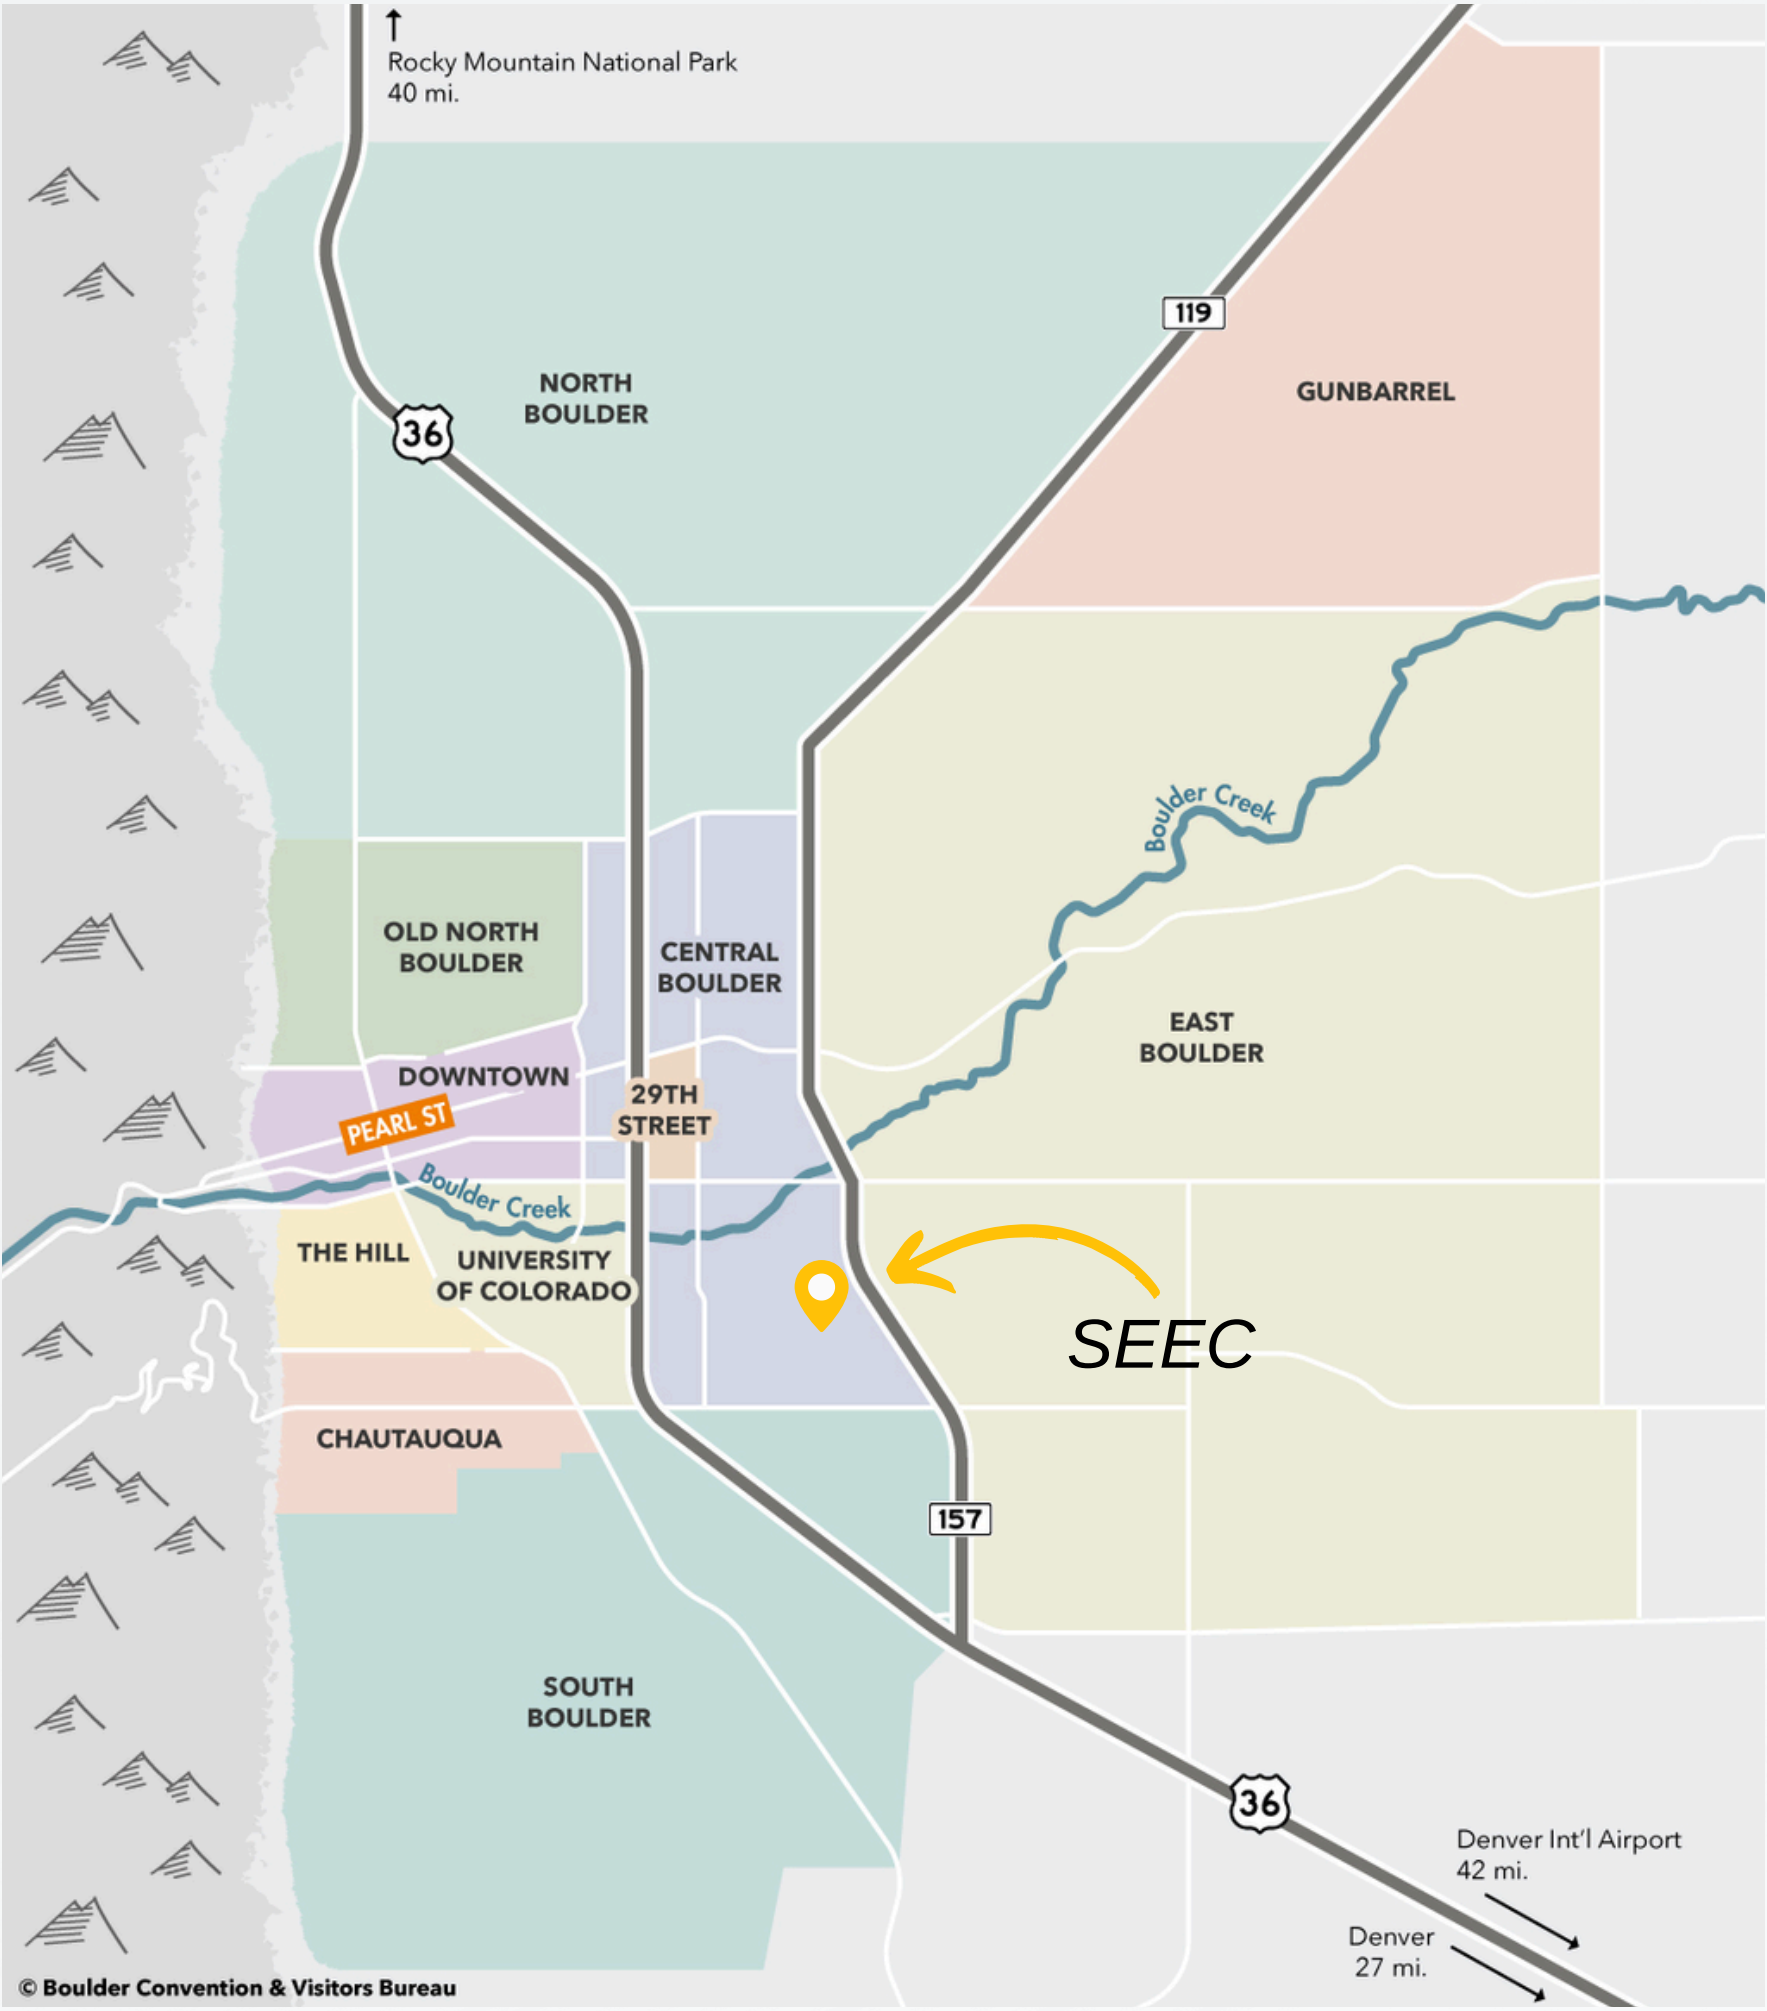 Rocky Mountain National Park
40 mi.
119
NORTH
BOULDER
GUNBARREL
36
Boulder Creek
OLD NORTH
BOULDER
CENTRAL
BOULDER
EAST
BOULDER
DOWNTOWN
29TH
STREET
PEARL ST
Boulder Creek
THE HILL
UNIVERSITY
OF COLORADO
SEEC
CHAUTAUQUA
157
SOUTH
BOULDER
36
Denver Int'l Airport
42 mi.
Denver
27 mi.
© Boulder Convention & Visitors Bureau